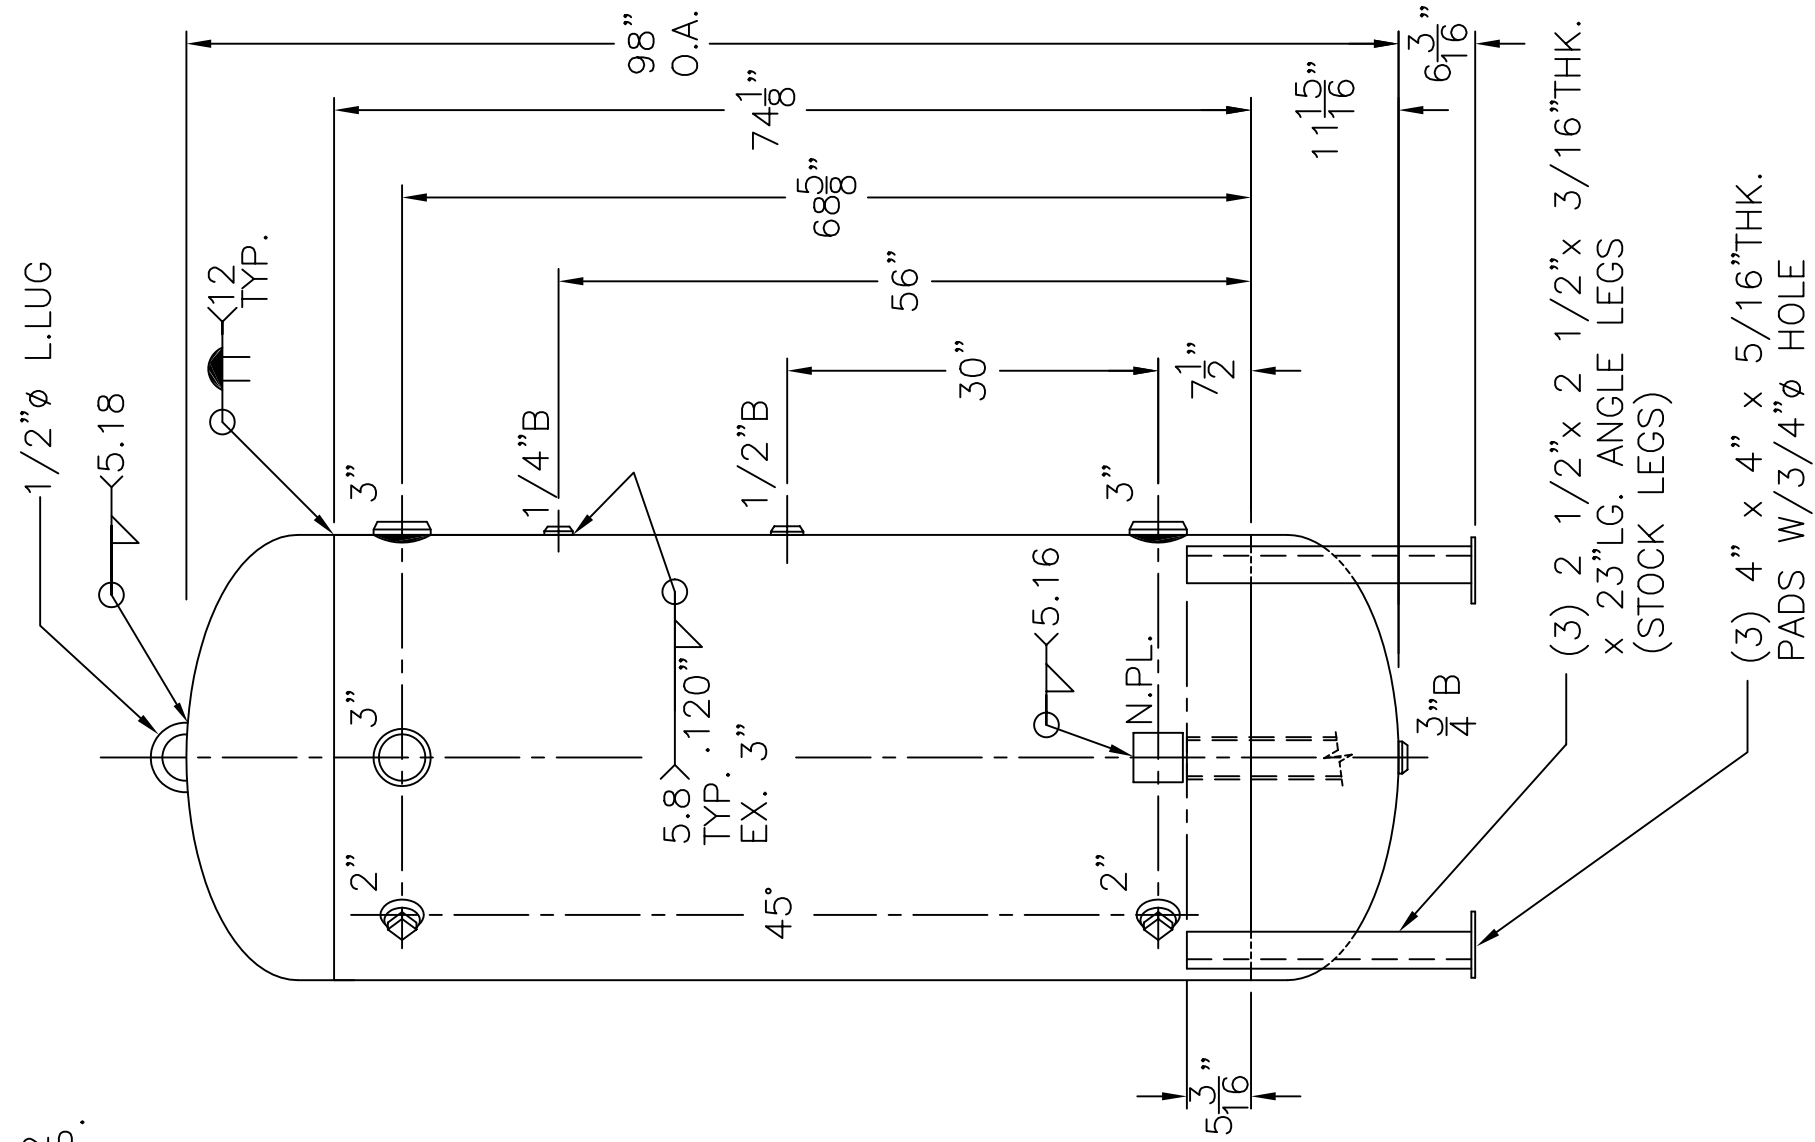 1/2"ø L.LUG
5.18
12
TYP.
98"
O.A.
74 1/8"
68 5/8"
56"
30"
7 1/2"
11 15/16"
6 3/16"
3"
1/4"B
1/2"B
3"
3"
2"
2"
45°
5.8 .120"
TYP.
EX. 3"
5.16
N.PL.
3/4"B
5 3/16"
(3) 2 1/2"x 2 1/2"x 3/16"THK.
x 23"LG. ANGLE LEGS
(STOCK LEGS)
(3) 4" x 4" x 5/16"THK.
PADS W/3/4"ø HOLE